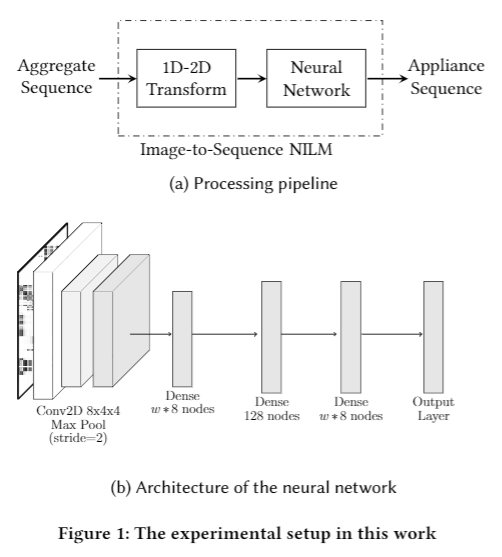 Aggregate
Sequence
1D-2D
Transform
Neural
Network
Appliance
Sequence
Image-to-Sequence NILM
(a) Processing pipeline
Conv2D 8x4x4
Max Pool
(stride=2)
Dense
w * 8 nodes
Dense
128 nodes
Dense
w * 8 nodes
Output
Layer
(b) Architecture of the neural network
Figure 1: The experimental setup in this work